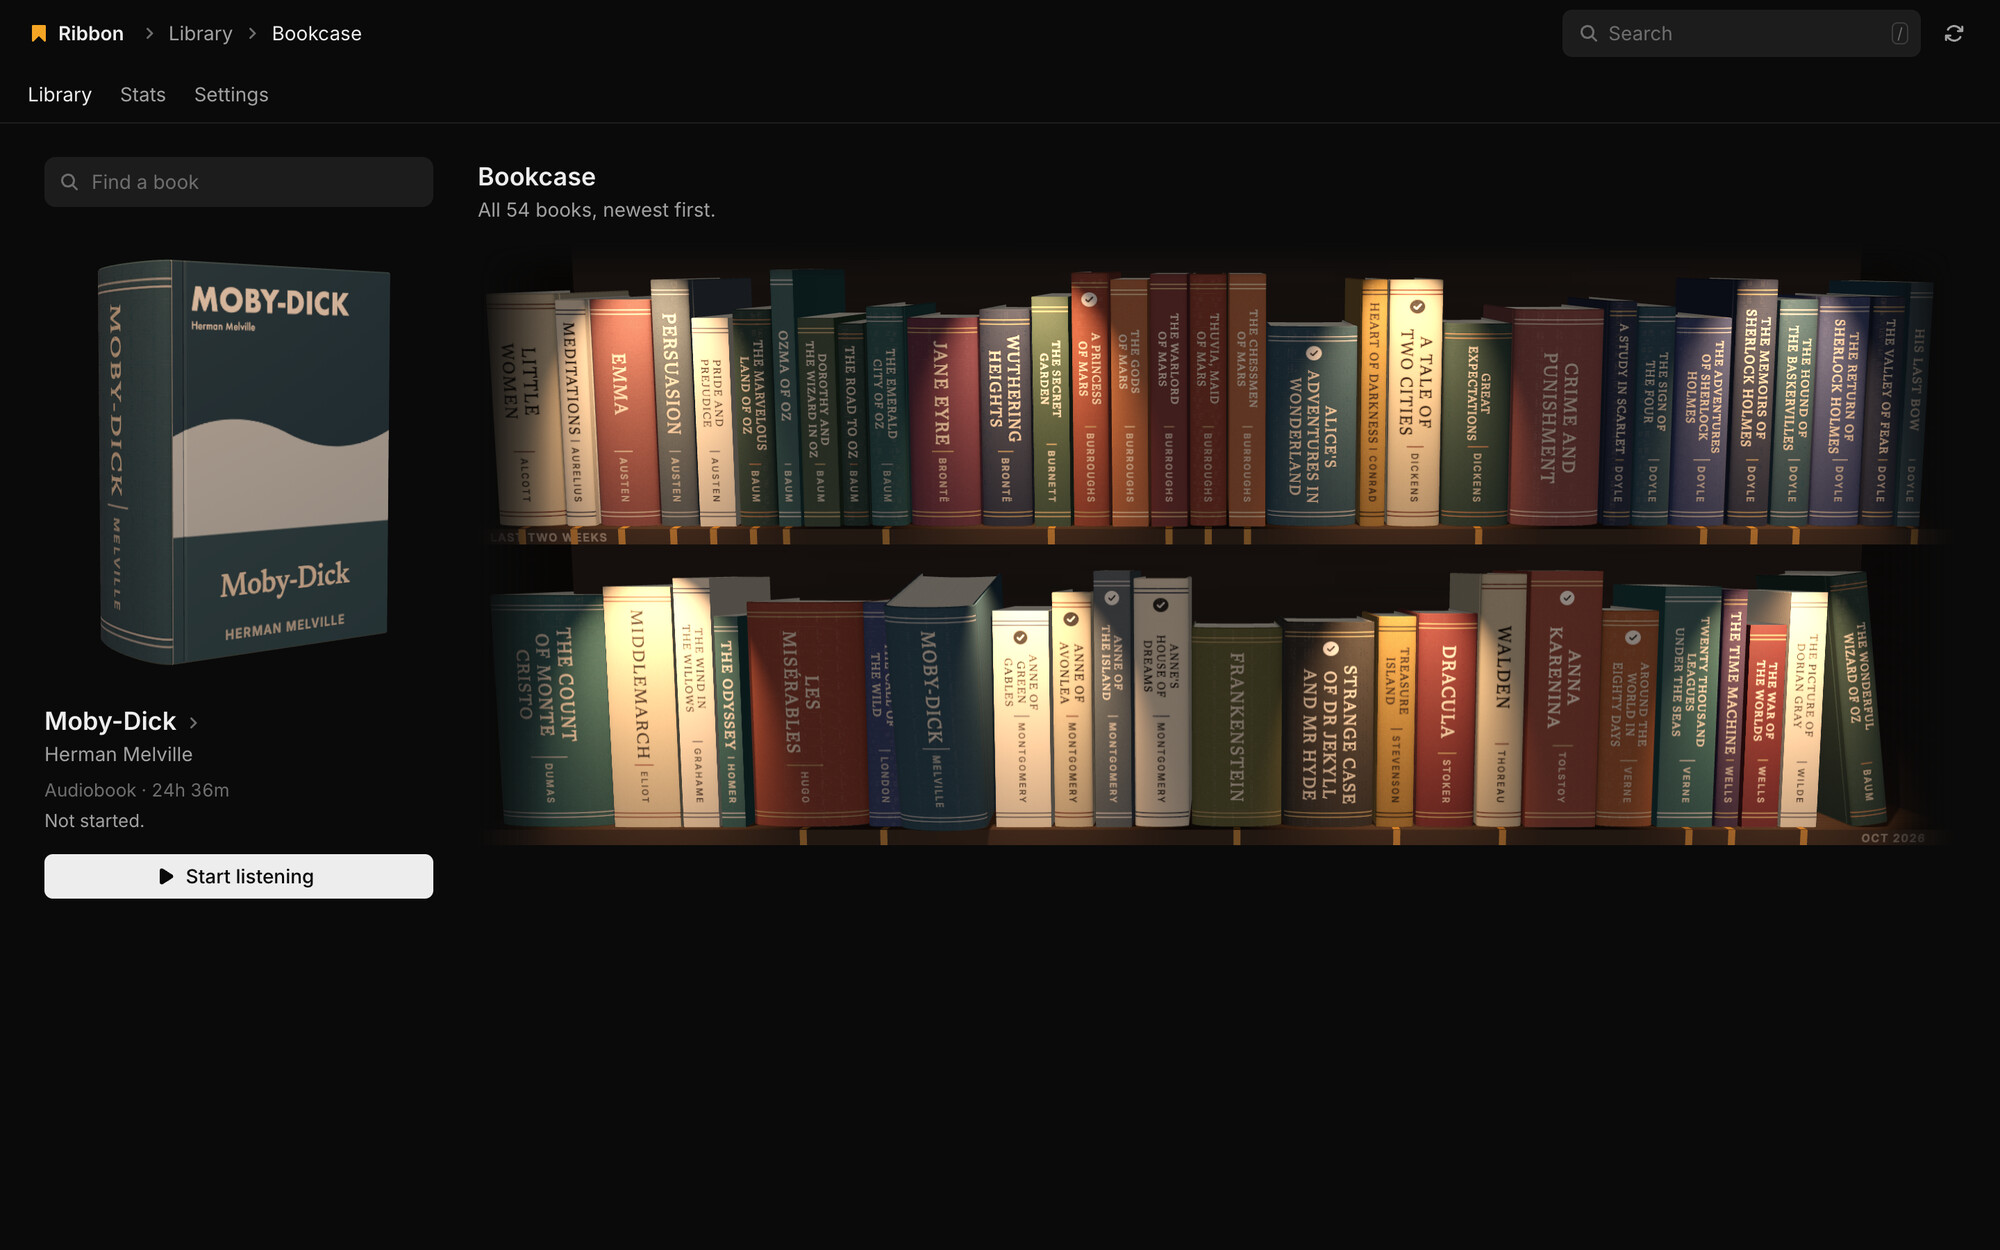 Ribbon
Library
Bookcase
Search
/
Library
Stats
Settings
Find a book
Bookcase
All 54 books, newest first.
MOBY-DICK | MELVILLE
MOBY-DICK
Herman Melville
Moby-Dick
HERMAN MELVILLE
Moby-Dick
Herman Melville
Audiobook · 24h 36m
Not started.
Start listening
LITTLE
WOMEN
ALCOTT
MEDITATIONS | AURELIUS
EMMA
AUSTEN
PERSUASION
AUSTEN
PRIDE AND
PREJUDICE
AUSTEN
THE MARVELOUS
LAND OF OZ
BAUM
OZMA OF OZ
BAUM
DOROTHY AND
THE WIZARD IN OZ
BAUM
THE ROAD TO OZ
BAUM
THE EMERALD
CITY OF OZ
BAUM
JANE EYRE
BRONTË
WUTHERING
HEIGHTS
BRONTË
THE SECRET
GARDEN
BURNETT
A PRINCESS
OF MARS
BURROUGHS
THE GODS
OF MARS
BURROUGHS
THE WARLORD
OF MARS
BURROUGHS
THUVIA, MAID
OF MARS
BURROUGHS
THE CHESSMEN
OF MARS
BURROUGHS
ALICE'S
ADVENTURES IN
WONDERLAND
HEART OF DARKNESS | CONRAD
A TALE OF
TWO CITIES
DICKENS
GREAT
EXPECTATIONS
DICKENS
CRIME AND
PUNISHMENT
A STUDY IN SCARLET
DOYLE
THE SIGN OF
THE FOUR
DOYLE
THE ADVENTURES
OF SHERLOCK
HOLMES
DOYLE
THE MEMOIRS OF
SHERLOCK HOLMES
DOYLE
THE HOUND OF
THE BASKERVILLES
DOYLE
THE RETURN OF
SHERLOCK HOLMES
DOYLE
THE VALLEY OF FEAR
DOYLE
HIS LAST BOW
DOYLE
LAST TWO WEEKS
THE COUNT
OF MONTE
CRISTO
DUMAS
MIDDLEMARCH
ELIOT
THE WIND IN
THE WILLOWS
GRAHAME
THE ODYSSEY
HOMER
LES
MISÉRABLES
HUGO
THE CALL OF
THE WILD
LONDON
MOBY-DICK
MELVILLE
ANNE OF
GREEN
GABLES
MONTGOMERY
ANNE OF
AVONLEA
MONTGOMERY
ANNE OF
THE ISLAND
MONTGOMERY
ANNE'S
HOUSE OF
DREAMS
MONTGOMERY
FRANKENSTEIN
STRANGE CASE
OF DR JEKYLL
AND MR HYDE
TREASURE
ISLAND
STEVENSON
DRACULA
STOKER
WALDEN
THOREAU
ANNA
KARENINA
TOLSTOY
AROUND THE
WORLD IN
EIGHTY DAYS
VERNE
TWENTY THOUSAND
LEAGUES
UNDER THE SEAS
VERNE
THE TIME MACHINE
WELLS
THE WAR OF
THE WORLDS
WELLS
THE PICTURE OF
DORIAN GRAY
WILDE
THE WONDERFUL
WIZARD OF OZ
BAUM
OCT 2026